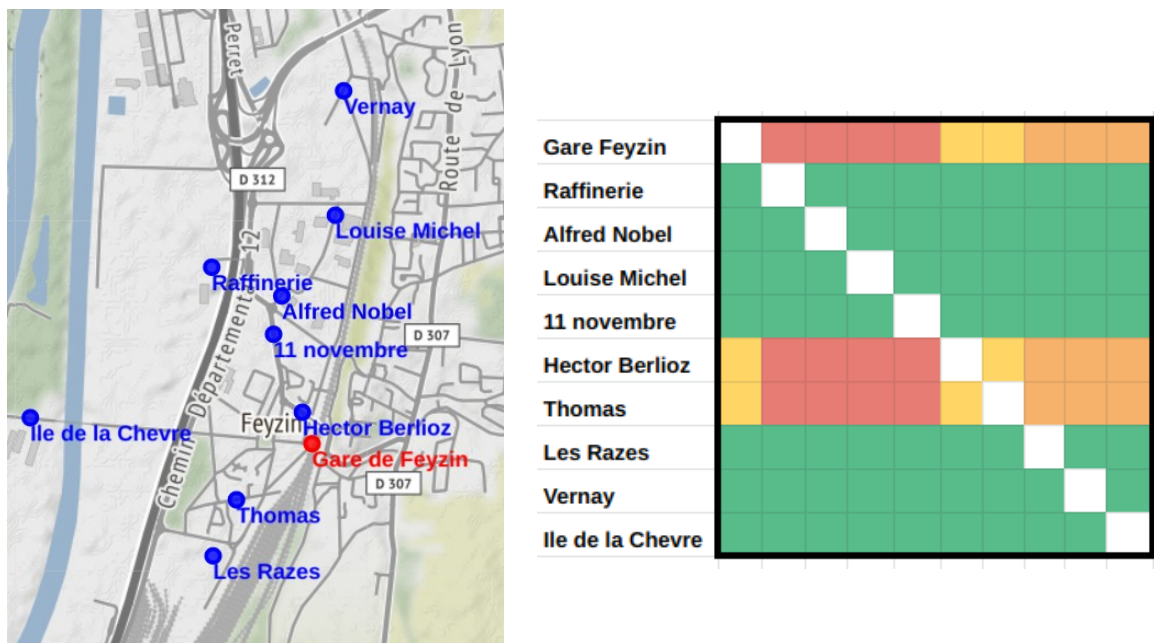 Perret
Route de Lyon
Vernay
D 312
Louise Michel
12
Raffinerie
Alfred Nobel
D 307
11 novembre
Chemin Départemental
Feyzin
Hector Berlioz
Ile de la Chevre
Gare de Feyzin
D 307
Thomas
Les Razes
Gare Feyzin
Raffinerie
Alfred Nobel
Louise Michel
11 novembre
Hector Berlioz
Thomas
Les Razes
Vernay
Ile de la Chevre